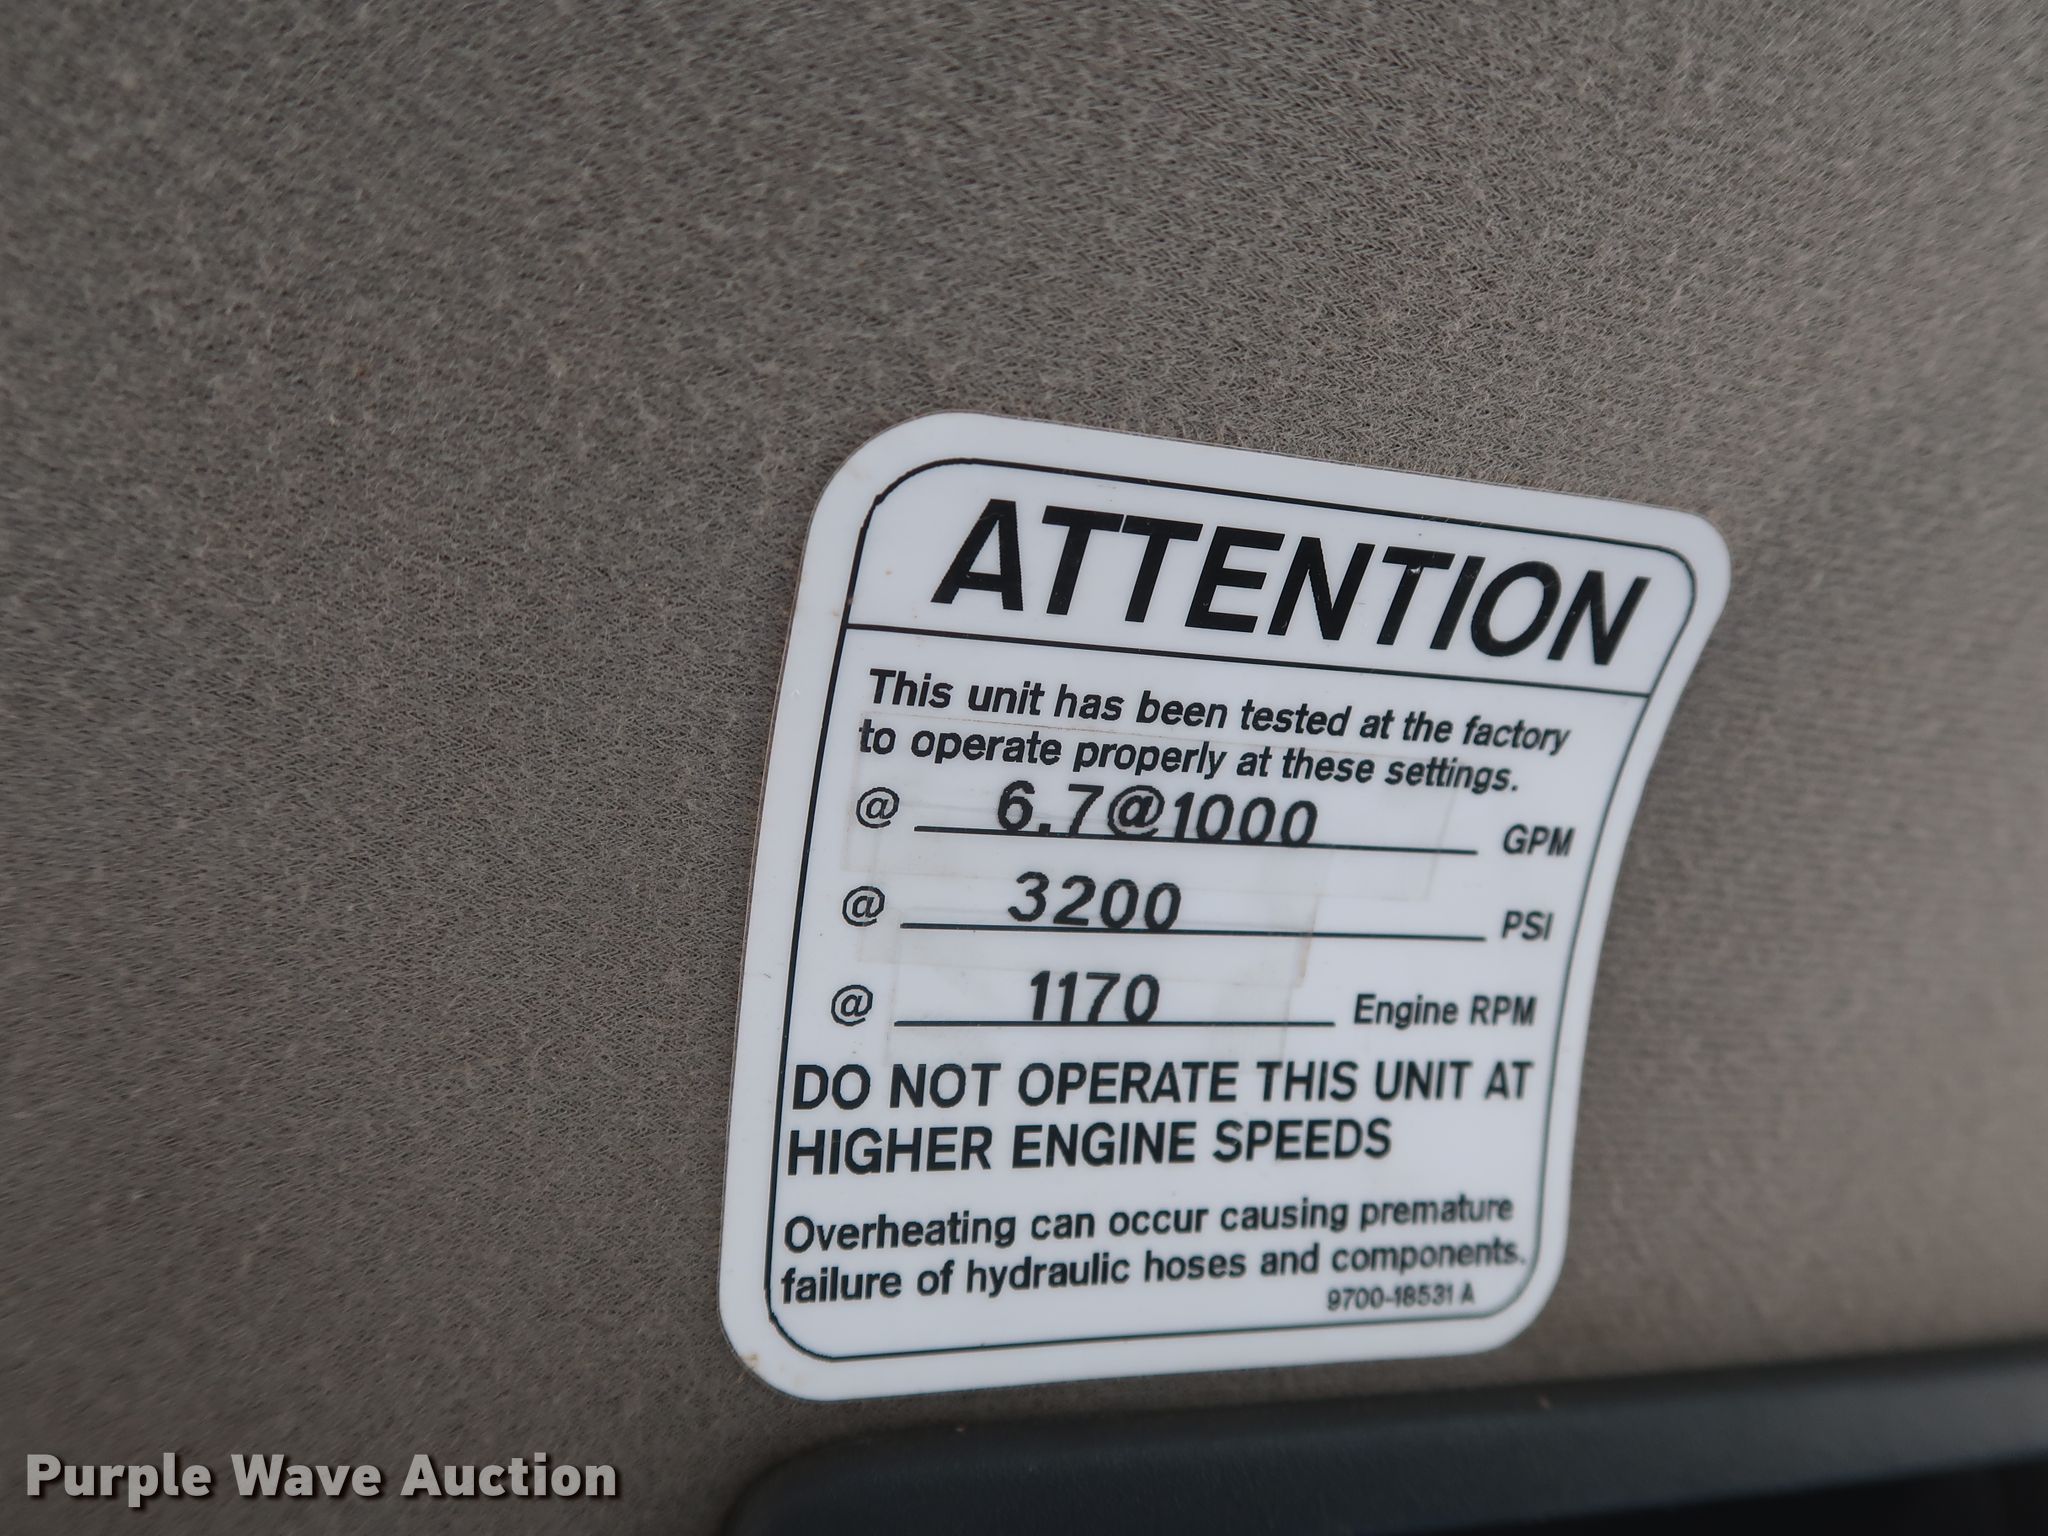 ATTENTION
This unit has been tested at the factory
to operate properly at these settings.
@ 6.7@1000 GPM
@ 3200 PSI
@ 1170 Engine RPM
DO NOT OPERATE THIS UNIT AT
HIGHER ENGINE SPEEDS
Overheating can occur causing premature
failure of hydraulic hoses and components.
9700-18531 A
Purple Wave Auction